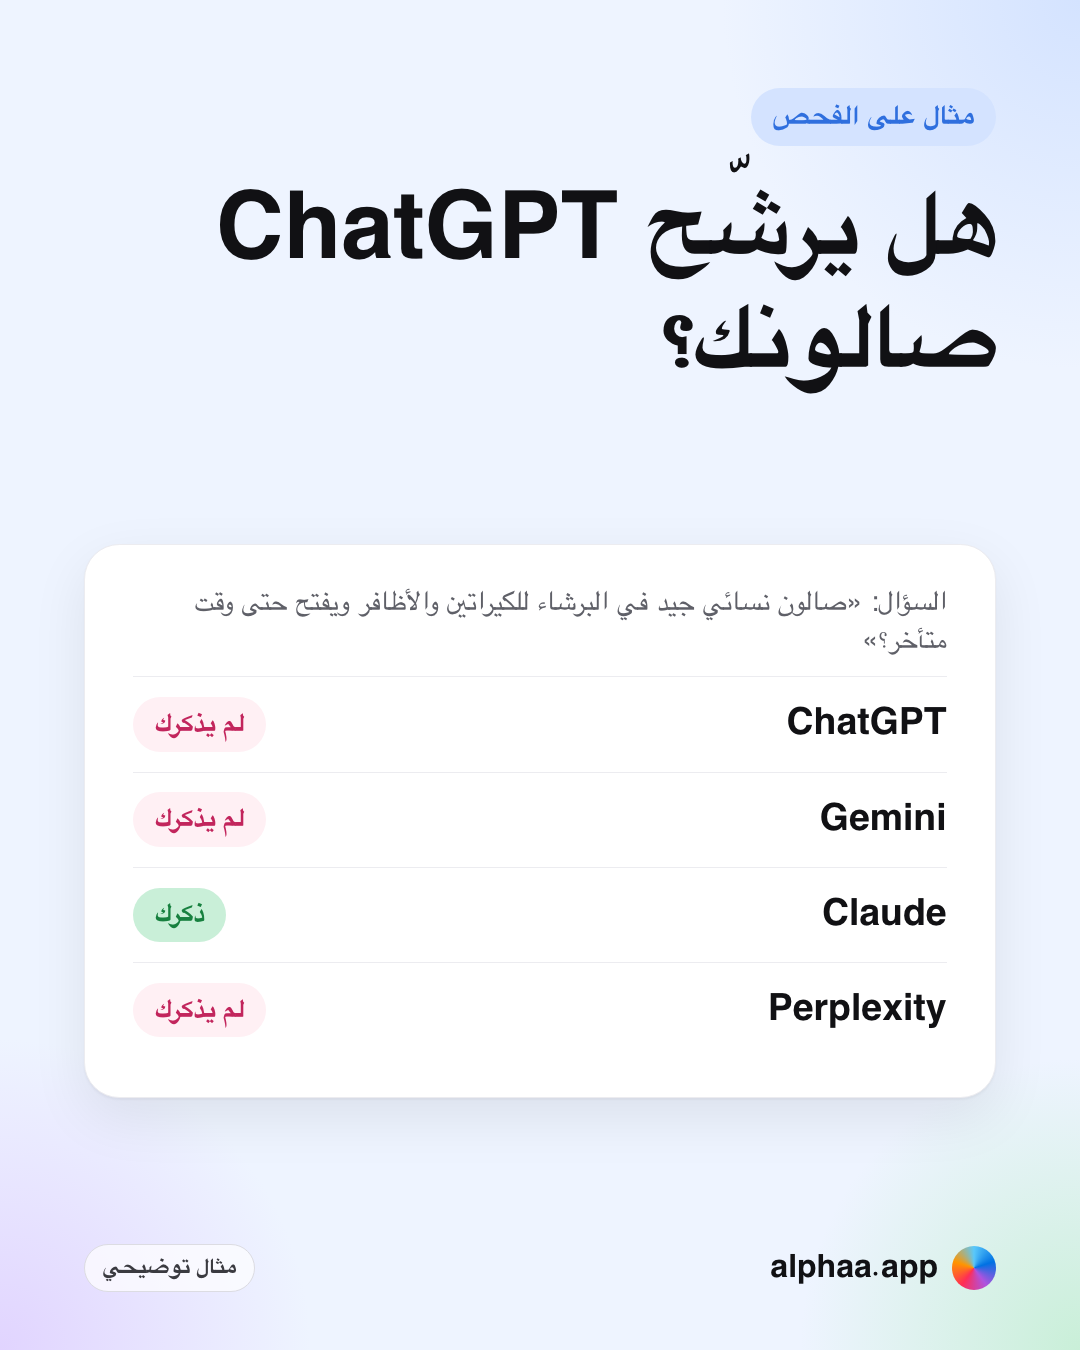 مثال على الفحص
هل يرشّح ChatGPT
صالونك؟
السؤال: «صالون نسائي جيد في البرشاء للكيراتين والأظافر ويفتح حتى وقت
متأخر؟»
ChatGPT لم يذكرك
Gemini لم يذكرك
Claude ذكرك
Perplexity لم يذكرك
alphaa.app مثال توضيحي